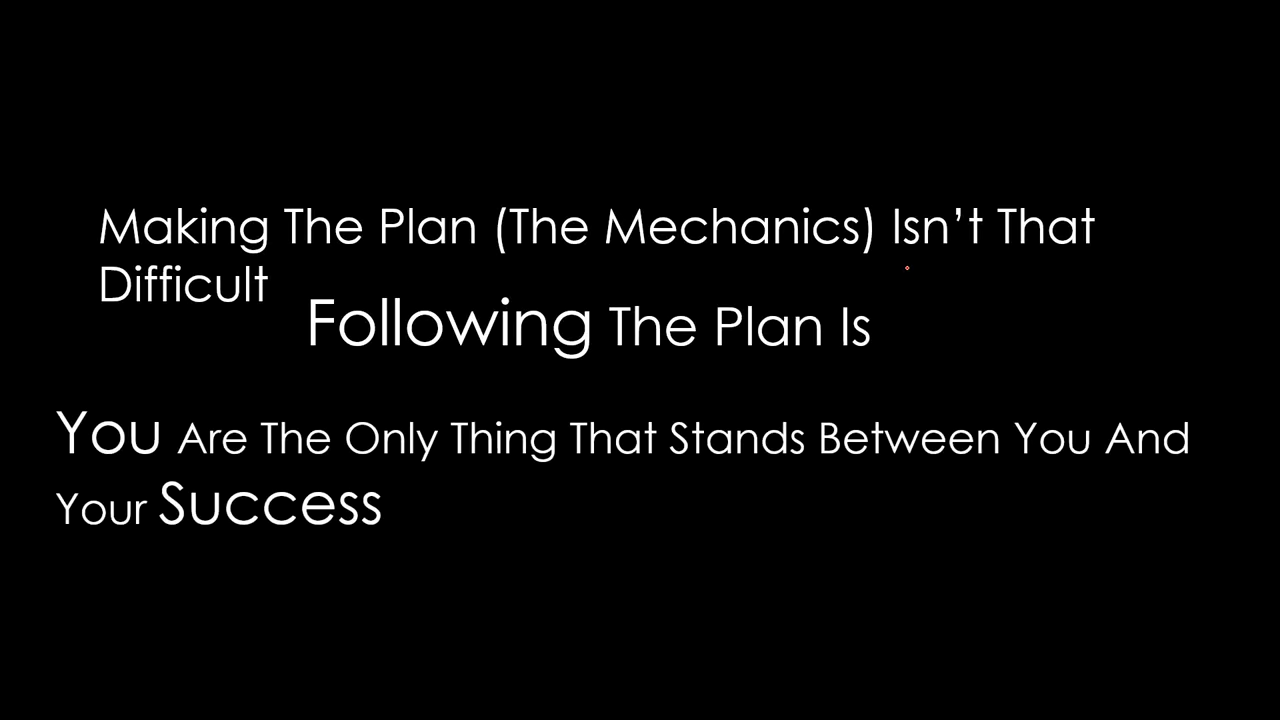 Making The Plan (The Mechanics) Isn’t That
Difficult
Following The Plan Is
You Are The Only Thing That Stands Between You And
Your Success